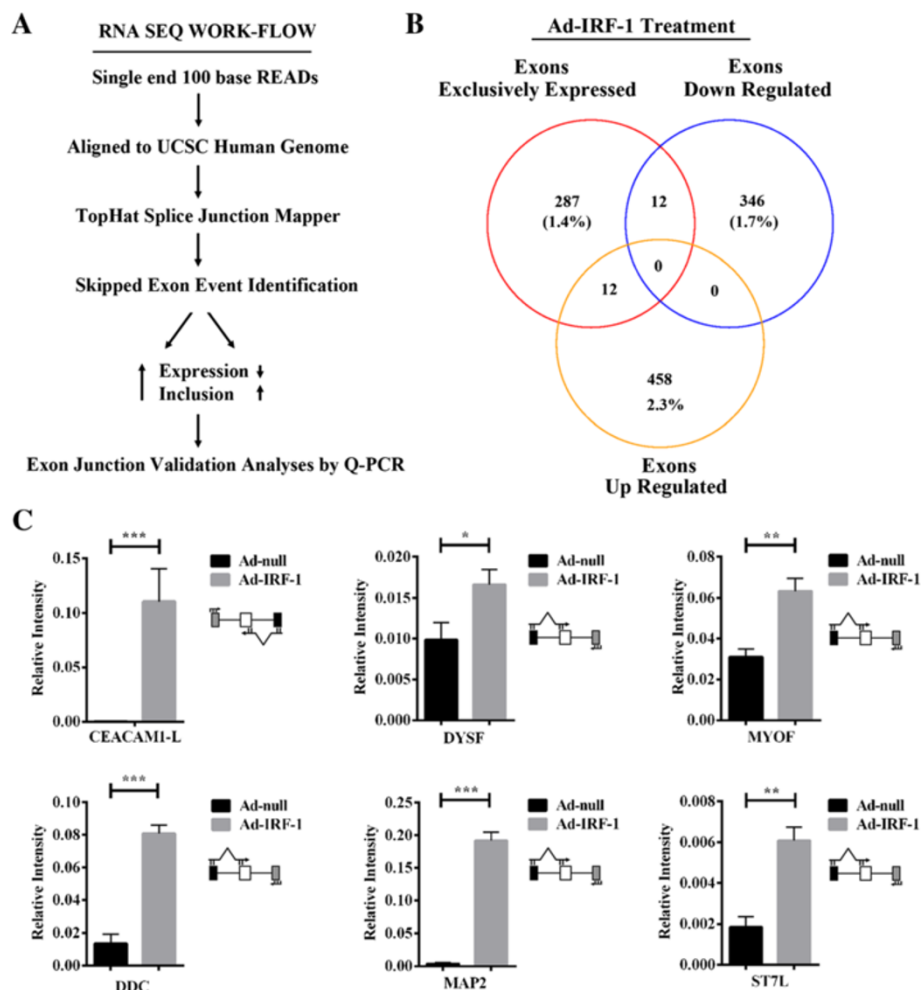 A
RNA SEQ WORK-FLOW
Single end 100 base READs
Aligned to UCSC Human Genome
TopHat Splice Junction Mapper
Skipped Exon Event Identification
Expression
Inclusion
Exon Junction Validation Analyses by Q-PCR
B
Ad-IRF-1 Treatment
Exons
Exclusively Expressed
Exons
Down Regulated
287
(1.4%)
12
346
(1.7%)
0
12
0
458
2.3%
Exons
Up Regulated
C
***
Ad-null
Ad-IRF-1
Relative Intensity
0.15
0.10
0.05
0.00
CEACAM1-L
*
Ad-null
Ad-IRF-1
Relative Intensity
0.020
0.015
0.010
0.005
0.000
DYSF
**
Ad-null
Ad-IRF-1
Relative Intensity
0.08
0.06
0.04
0.02
0.00
MYOF
***
Ad-null
Ad-IRF-1
Relative Intensity
0.10
0.08
0.06
0.04
0.02
0.00
DDC
***
Ad-null
Ad-IRF-1
Relative Intensity
0.25
0.20
0.15
0.10
0.05
0.00
MAP2
**
Ad-null
Ad-IRF-1
Relative Intensity
0.008
0.006
0.004
0.002
0.000
ST7L